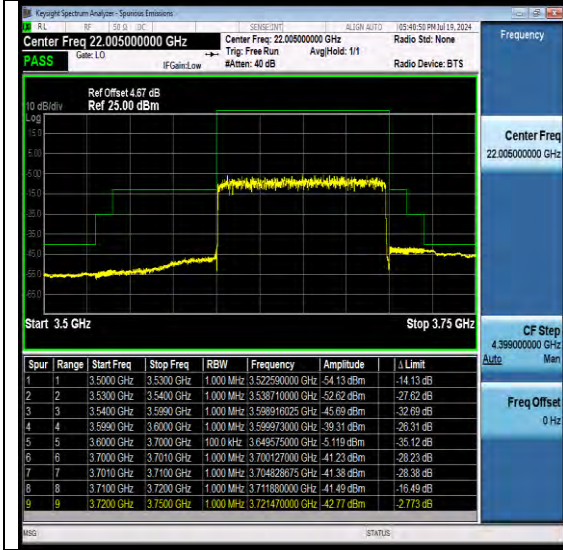 Keysight Spectrum Analyzer - Spurious Emissions
RL RF 50 Ω DC SENSE:INT ALIGN AUTO 05:48:50 PM Jul 19, 2024
Center Freq 22.005000000 GHz
Center Freq: 22.005000000 GHz
Radio Std: None
Frequency
PASS
Gate: LO
Trig: Free Run Avg|Hold: 1/1
IFGain:Low
#Atten: 40 dB
Radio Device: BTS
Ref Offset 4.67 dB
10 dB/div Ref 25.00 dBm
Log
15.0
5.00
-5.00
-15.0
-25.0
-35.0
-45.0
-55.0
-65.0
Center Freq
22.005000000 GHz
Start 3.5 GHz Stop 3.75 GHz
CF Step
4.399000000 GHz
Auto Man
Freq Offset
0 Hz
Spur Range Start Freq Stop Freq RBW Frequency Amplitude Δ Limit
1 1 3.5000 GHz 3.5300 GHz 1.000 MHz 3.522590000 GHz -54.13 dBm -14.13 dB
2 2 3.5300 GHz 3.5400 GHz 1.000 MHz 3.538710000 GHz -52.62 dBm -27.62 dB
3 3 3.5400 GHz 3.5990 GHz 1.000 MHz 3.598916025 GHz -45.69 dBm -32.69 dB
4 4 3.5990 GHz 3.6000 GHz 1.000 MHz 3.599973000 GHz -39.31 dBm -26.31 dB
5 5 3.6000 GHz 3.7000 GHz 100.0 kHz 3.649575000 GHz -5.119 dBm -35.12 dB
6 6 3.7000 GHz 3.7010 GHz 1.000 MHz 3.700127000 GHz -41.23 dBm -28.23 dB
7 7 3.7010 GHz 3.7100 GHz 1.000 MHz 3.704828675 GHz -41.38 dBm -28.38 dB
8 8 3.7100 GHz 3.7200 GHz 1.000 MHz 3.711880000 GHz -41.49 dBm -16.49 dB
9 9 3.7200 GHz 3.7500 GHz 1.000 MHz 3.721470000 GHz -42.77 dBm -2.773 dB
MSG STATUS